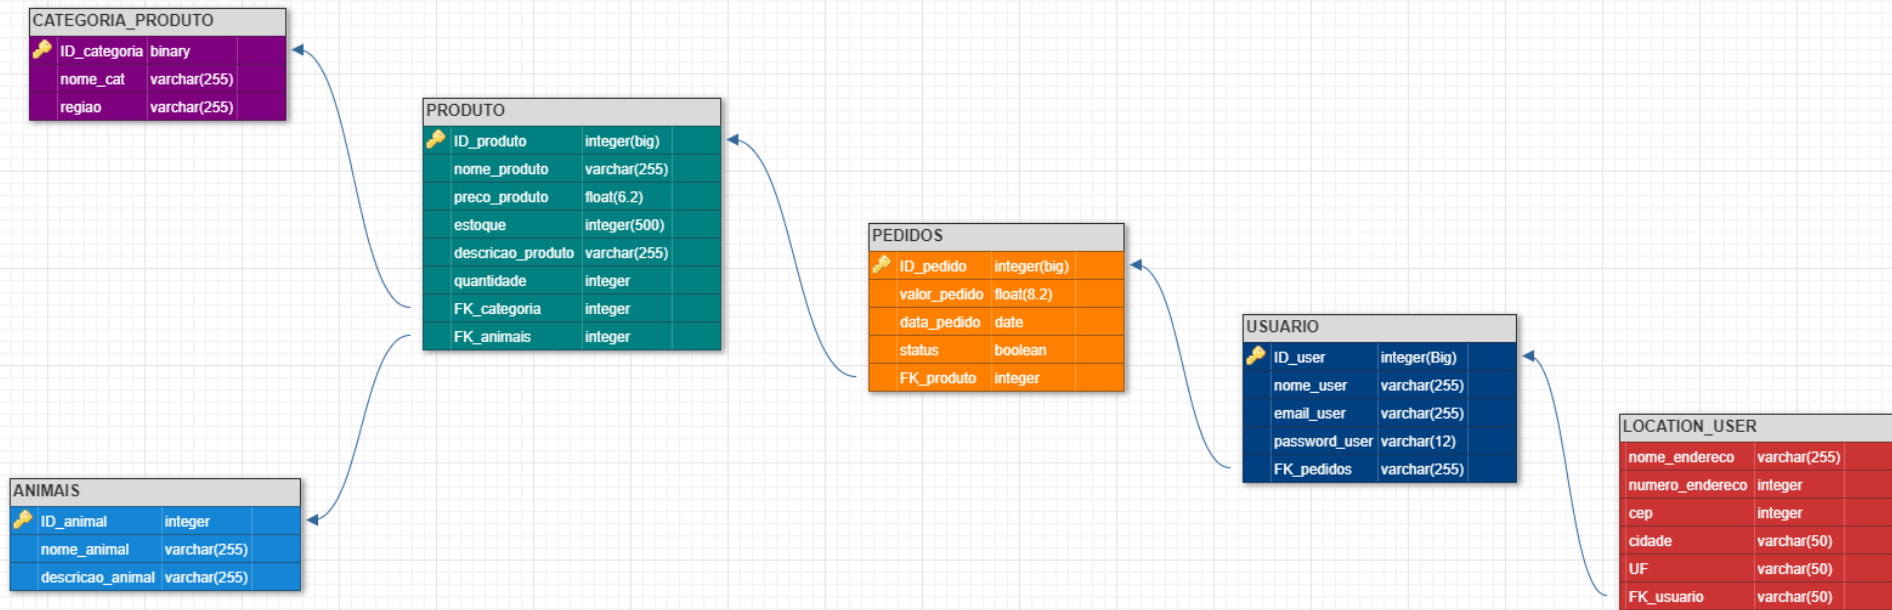 CATEGORIA_PRODUTO
ID_categoria binary
nome_cat varchar(255)
regiao varchar(255)
PRODUTO
ID_produto integer(big)
nome_produto varchar(255)
preco_produto float(6.2)
estoque integer(500)
descricao_produto varchar(255)
quantidade integer
FK_categoria integer
FK_animais integer
PEDIDOS
ID_pedido integer(big)
valor_pedido float(8.2)
data_pedido date
status boolean
FK_produto integer
USUARIO
ID_user integer(Big)
nome_user varchar(255)
email_user varchar(255)
password_user varchar(12)
FK_pedidos varchar(255)
LOCATION_USER
nome_endereco varchar(255)
numero_endereco integer
cep integer
cidade varchar(50)
UF varchar(50)
FK_usuario varchar(50)
ANIMAIS
ID_animal integer
nome_animal varchar(255)
descricao_animal varchar(255)